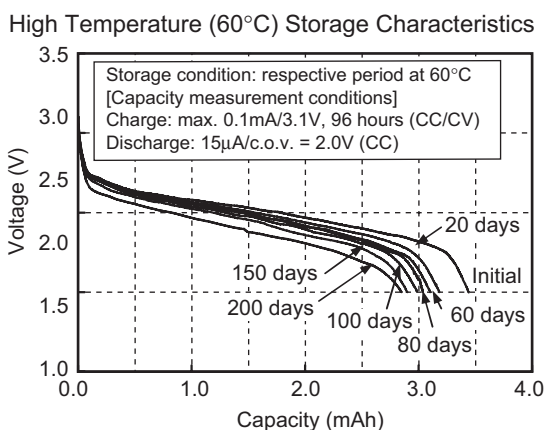 High Temperature (60°C) Storage Characteristics
3.5
3.0
2.5
2.0
1.5
1.0
Voltage (V)
Storage condition: respective period at 60°C
[Capacity measurement conditions]
Charge: max. 0.1mA/3.1V, 96 hours (CC/CV)
Discharge: 15μA/c.o.v. = 2.0V (CC)
20 days
150 days
Initial
200 days
100 days
60 days
80 days
0.0 1.0 2.0 3.0 4.0
Capacity (mAh)